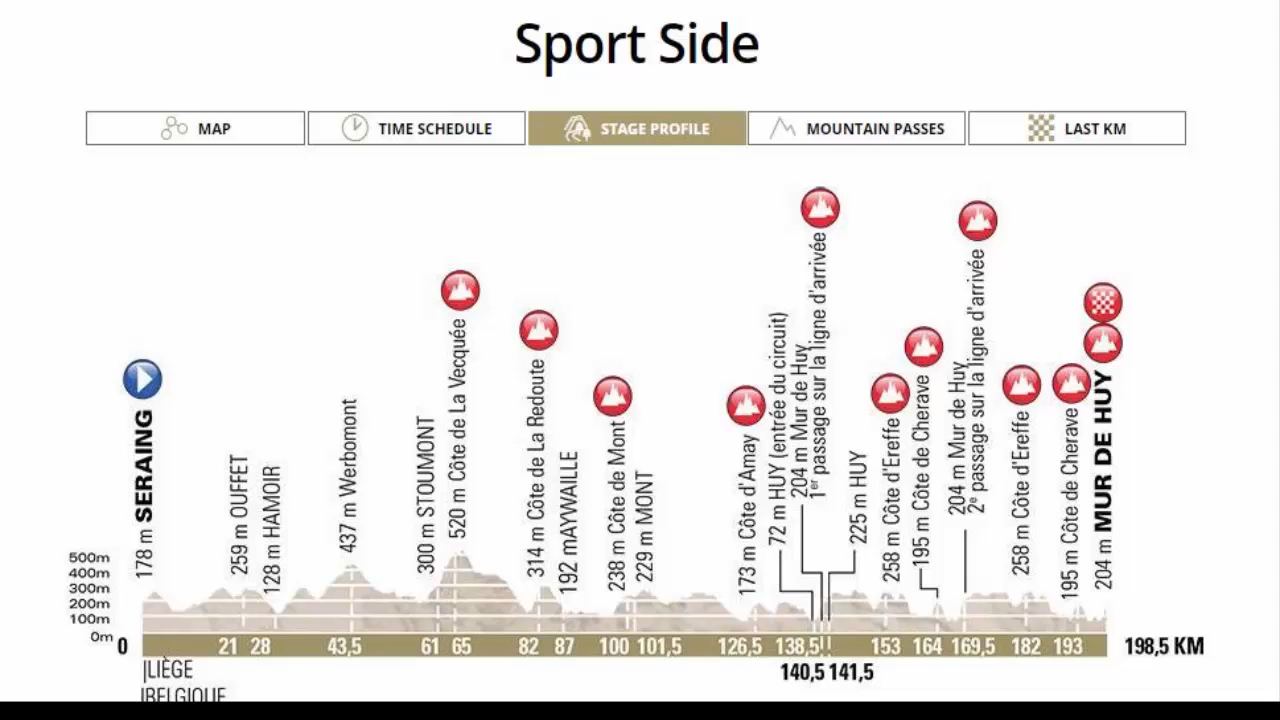 Sport Side
MAP
TIME SCHEDULE
STAGE PROFILE
MOUNTAIN PASSES
LAST KM
178 m SERAING
259 m OUFFET
128 m HAMOIR
437 m Werbomont
300 m STOUMONT
520 m Côte de La Vecquée
314 m Côte de La Redoute
192 mAYWAILLE
238 m Côte de Mont
229 m MONT
173 m Côte d'Amay
72 m HUY (entrée du circuit)
204 m Mur de Huy
1er passage sur la ligne d'arrivée
225 m HUY
258 m Côte d'Ereffe
195 m Côte de Cherave
204 m Mur de Huy
2e passage sur la ligne d'arrivée
258 m Côte d'Ereffe
195 m Côte de Cherave
204 m MUR DE HUY
500m
400m
300m
200m
100m
0m
0 21 28 43,5 61 65 82 87 100 101,5 126,5 138,5 153 164 169,5 182 193 198,5 KM
140,5 141,5
LIÈGE
BELGIQUE